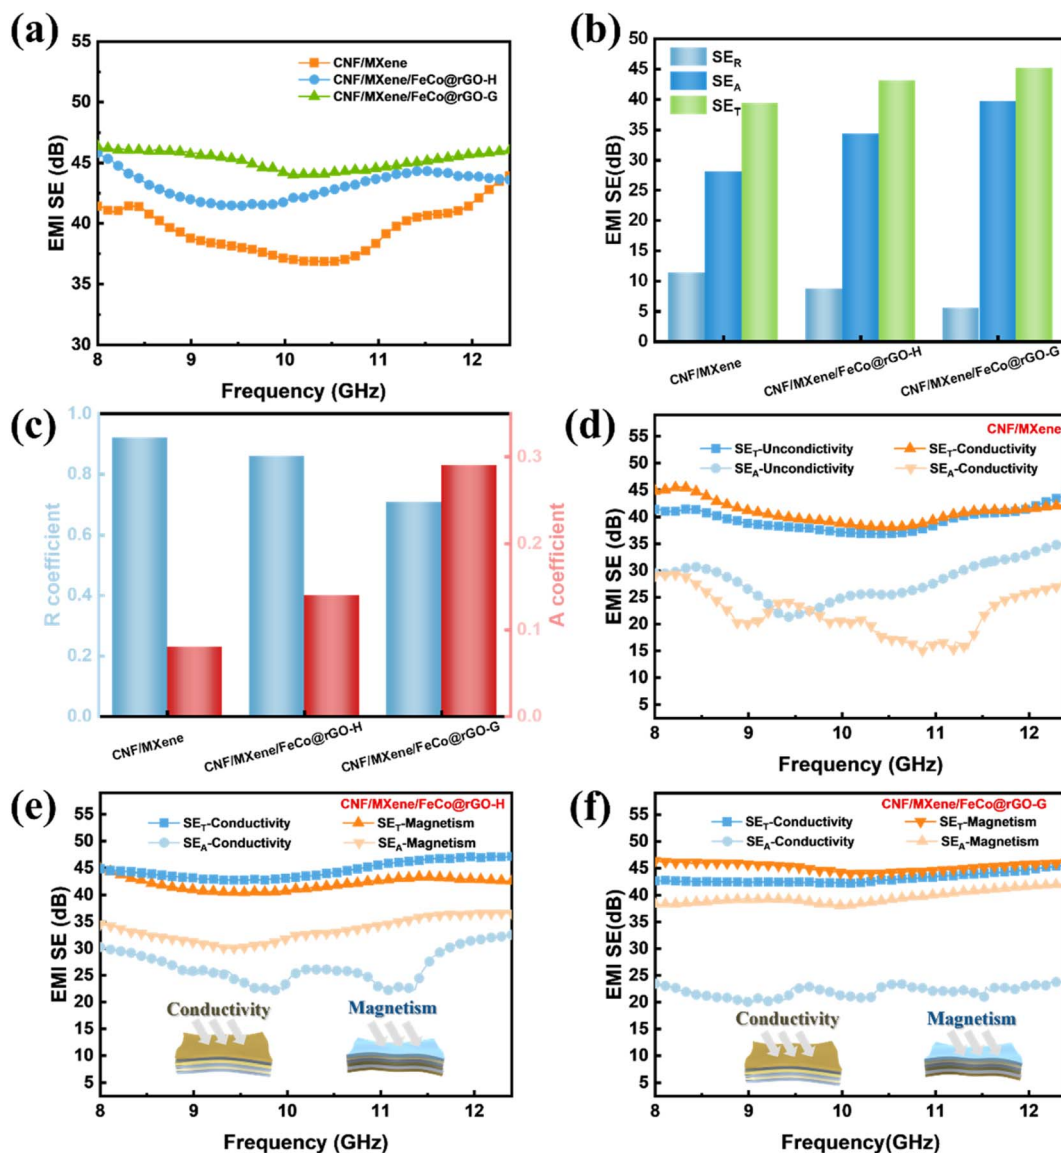 (a)
55
50
45
40
35
30
EMI SE (dB)
CNF/MXene
CNF/MXene/FeCo@rGO-H
CNF/MXene/FeCo@rGO-G
8 9 10 11 12
Frequency (GHz)
(b)
50
45
40
35
30
25
20
15
10
5
0
EMI SE(dB)
SER
SEA
SET
CNF/MXene
CNF/MXene/FeCo@rGO-H
CNF/MXene/FeCo@rGO-G
(c)
1.0
0.8
0.6
0.4
0.2
0.0
R coefficient
0.3
0.2
0.1
0.0
A coefficient
CNF/MXene
CNF/MXene/FeCo@rGO-H
CNF/MXene/FeCo@rGO-G
(d)
CNF/MXene
SET-Uncondictivity
SET-Conductivity
SEA-Uncondictivity
SEA-Conductivity
55
50
45
40
35
30
25
20
15
10
5
EMI SE (dB)
8 9 10 11 12
Frequency (GHz)
(e)
CNF/MXene/FeCo@rGO-H
SET-Conductivity
SET-Magnetism
SEA-Conductivity
SEA-Magnetism
55
50
45
40
35
30
25
20
15
10
5
EMI SE (dB)
Conductivity
Magnetism
8 9 10 11 12
Frequency (GHz)
(f)
CNF/MXene/FeCo@rGO-G
SET-Conductivity
SET-Magnetism
SEA-Conductivity
SEA-Magnetism
55
50
45
40
35
30
25
20
15
10
5
EMI SE(dB)
Conductivity
Magnetism
8 9 10 11 12
Frequency(GHz)